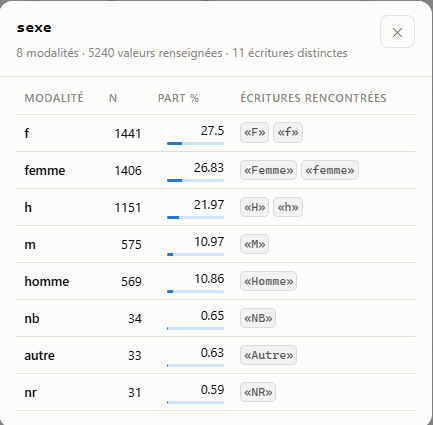 sexe
8 modalités · 5240 valeurs renseignées · 11 écritures distinctes
MODALITÉ N PART % ÉCRITURES RENCONTRÉES
f 1441 27.5 «F» «f»
femme 1406 26.83 «Femme» «femme»
h 1151 21.97 «H» «h»
m 575 10.97 «M»
homme 569 10.86 «Homme»
nb 34 0.65 «NB»
autre 33 0.63 «Autre»
nr 31 0.59 «NR»